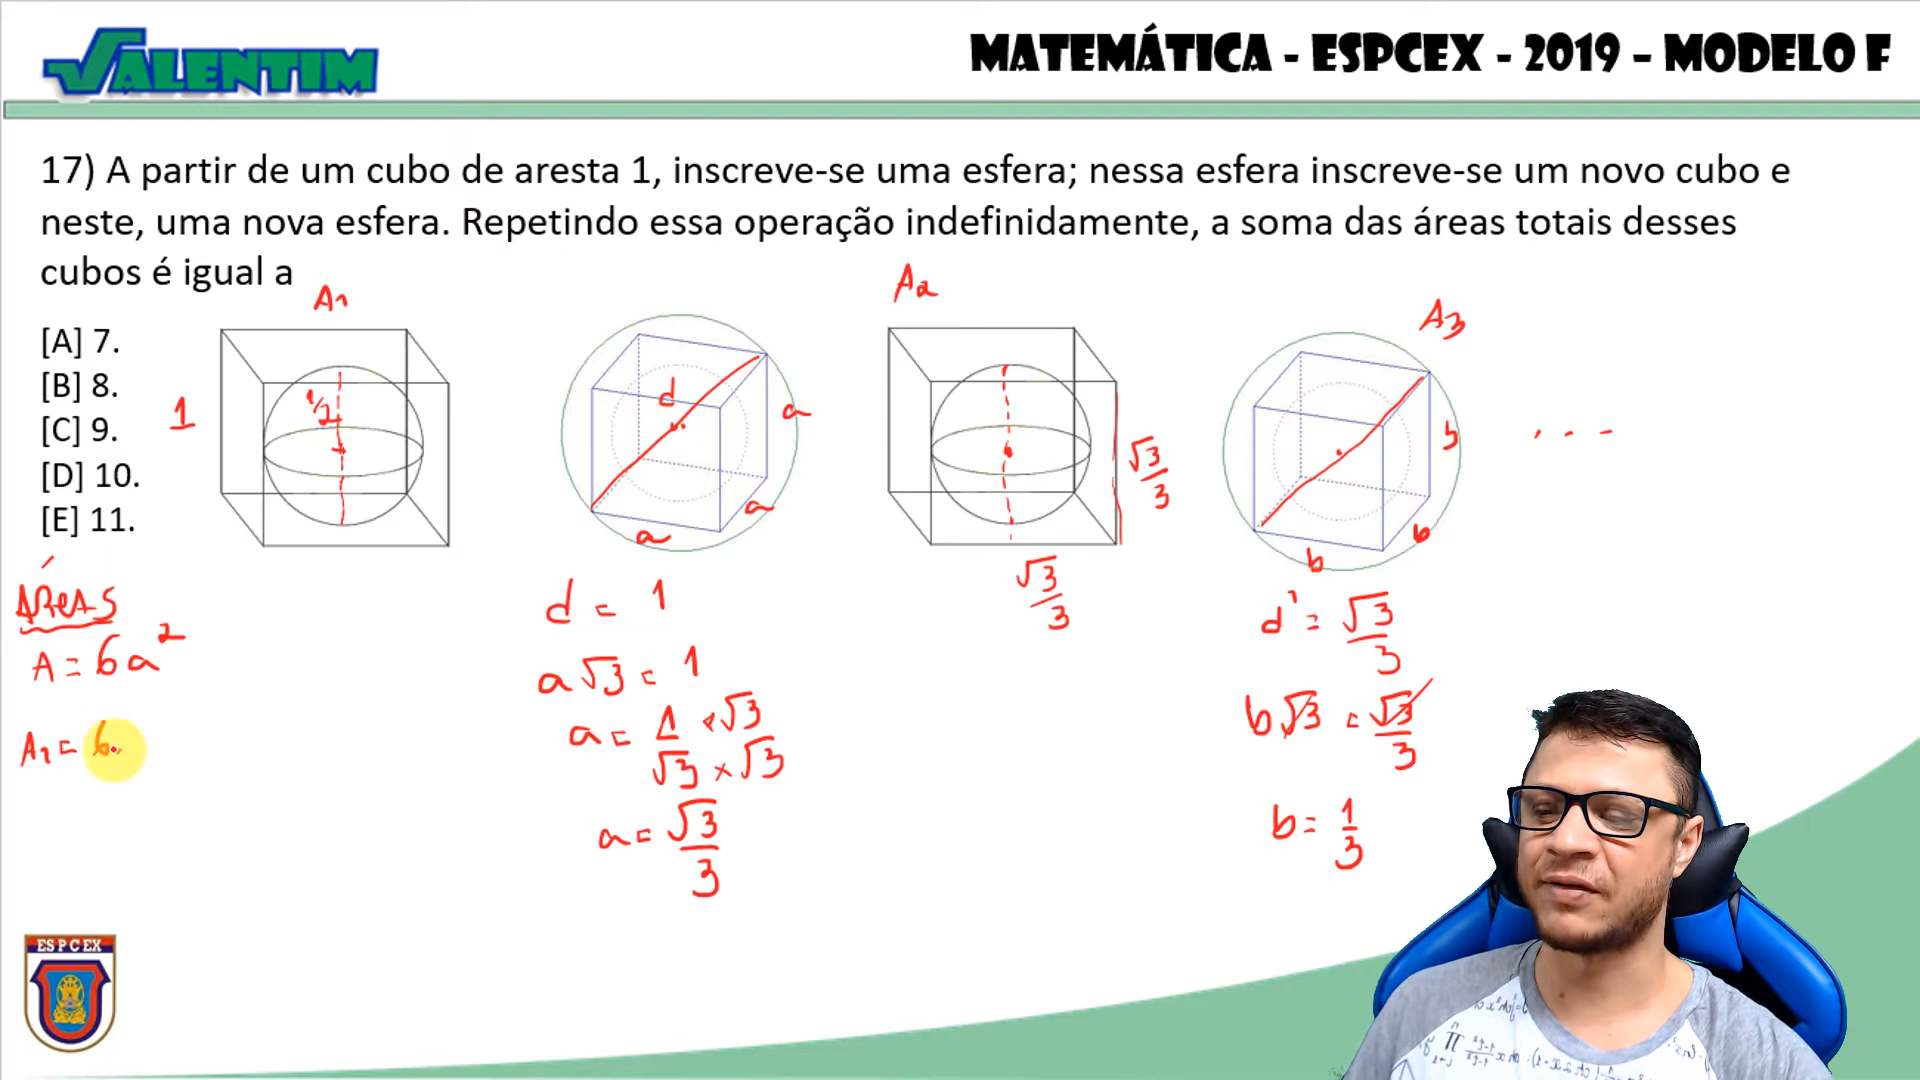 √ALENTIM
MATEMÁTICA - ESPCEX - 2019 – MODELO F
17) A partir de um cubo de aresta 1, inscreve-se uma esfera; nessa esfera inscreve-se um novo cubo e
neste, uma nova esfera. Repetindo essa operação indefinidamente, a soma das áreas totais desses
cubos é igual a
[A] 7.
[B] 8.
[C] 9.
[D] 10.
[E] 11.
A1
1
1/2
d
a
a
a
A2
√3/3
√3/3
A3
b
b
b
. . .
ÁREAS
A = 6a²
A1 = 6.
d = 1
a√3 = 1
a = 1/√3 × √3/√3
a = √3/3
d' = √3/3
b√3 = √3/3
b = 1/3
ESPCEX